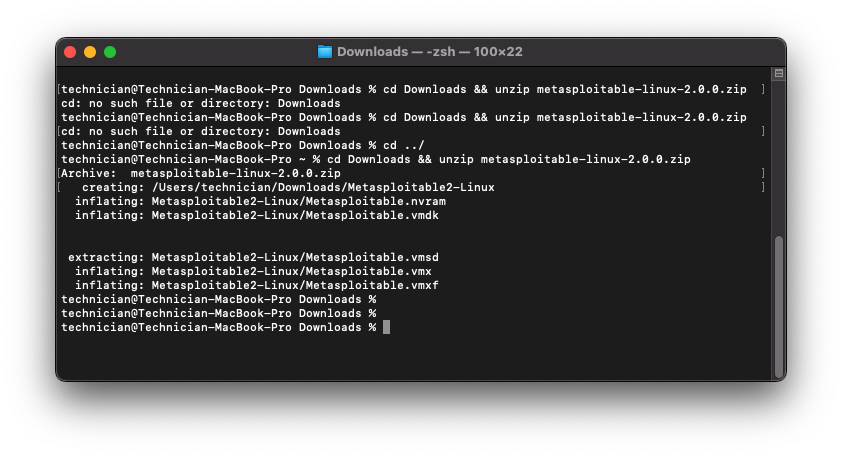 Downloads — -zsh — 100×22
[technician@Technician-MacBook-Pro Downloads % cd Downloads && unzip metasploitable-linux-2.0.0.zip ]
cd: no such file or directory: Downloads
technician@Technician-MacBook-Pro Downloads % cd Downloads && unzip metasploitable-linux-2.0.0.zip
[cd: no such file or directory: Downloads ]
technician@Technician-MacBook-Pro Downloads % cd ../
technician@Technician-MacBook-Pro ~ % cd Downloads && unzip metasploitable-linux-2.0.0.zip
[Archive:  metasploitable-linux-2.0.0.zip ]
[   creating: /Users/technician/Downloads/Metasploitable2-Linux ]
  inflating: Metasploitable2-Linux/Metasploitable.nvram
  inflating: Metasploitable2-Linux/Metasploitable.vmdk
 extracting: Metasploitable2-Linux/Metasploitable.vmsd
  inflating: Metasploitable2-Linux/Metasploitable.vmx
  inflating: Metasploitable2-Linux/Metasploitable.vmxf
technician@Technician-MacBook-Pro Downloads %
technician@Technician-MacBook-Pro Downloads %
technician@Technician-MacBook-Pro Downloads %